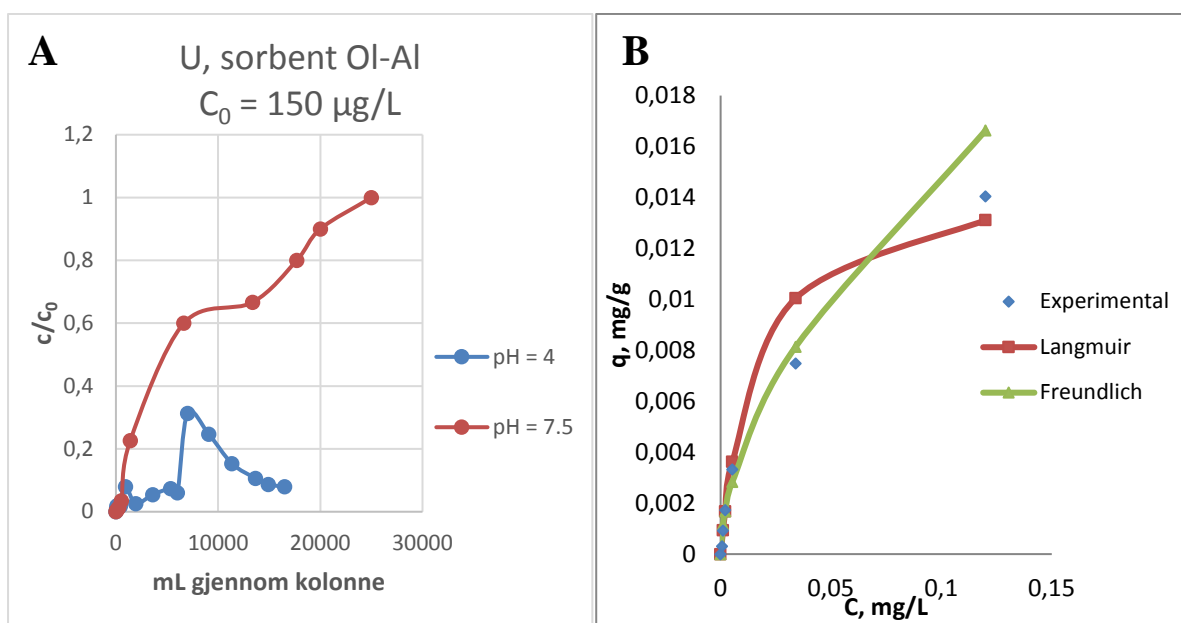 A
U, sorbent Ol-Al
C₀ = 150 µg/L
1,2
1
0,8
0,6
0,4
0,2
0
c/c₀
0
10000
20000
30000
mL gjennom kolonne
pH = 4
pH = 7.5
B
0,018
0,016
0,014
0,012
0,01
0,008
0,006
0,004
0,002
0
q, mg/g
0
0,05
0,1
0,15
C, mg/L
Experimental
Langmuir
Freundlich